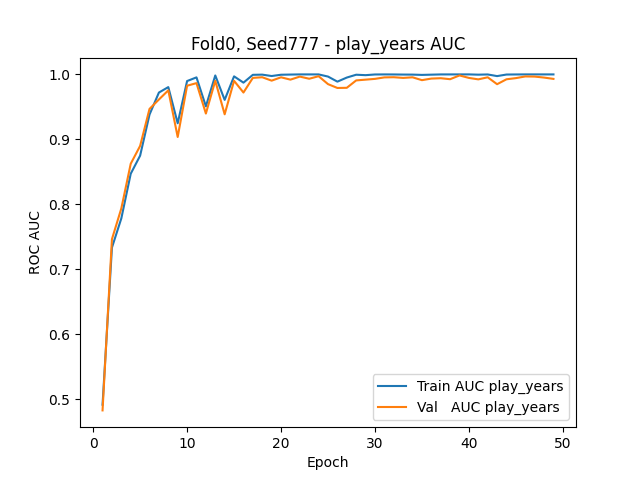 Fold0, Seed777 - play_years AUC
1.0
0.9
0.8
0.7
0.6
0.5
ROC AUC
0 10 20 30 40 50
Epoch
Train AUC play_years
Val   AUC play_years